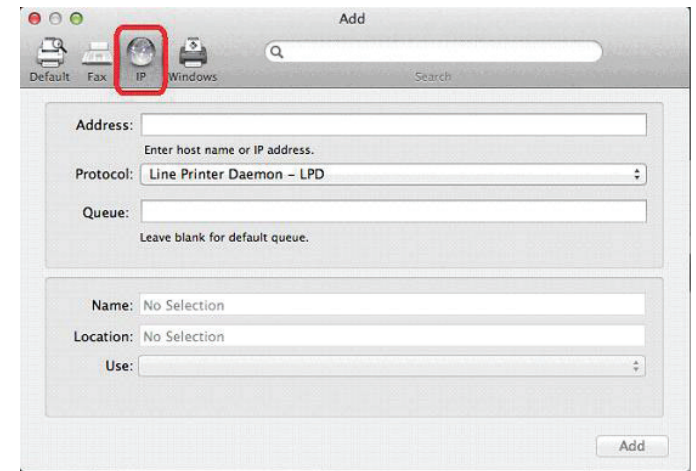 Add
Default Fax IP Windows
Search
Address:
Enter host name or IP address.
Protocol: Line Printer Daemon – LPD
Queue:
Leave blank for default queue.
Name: No Selection
Location: No Selection
Use:
Add